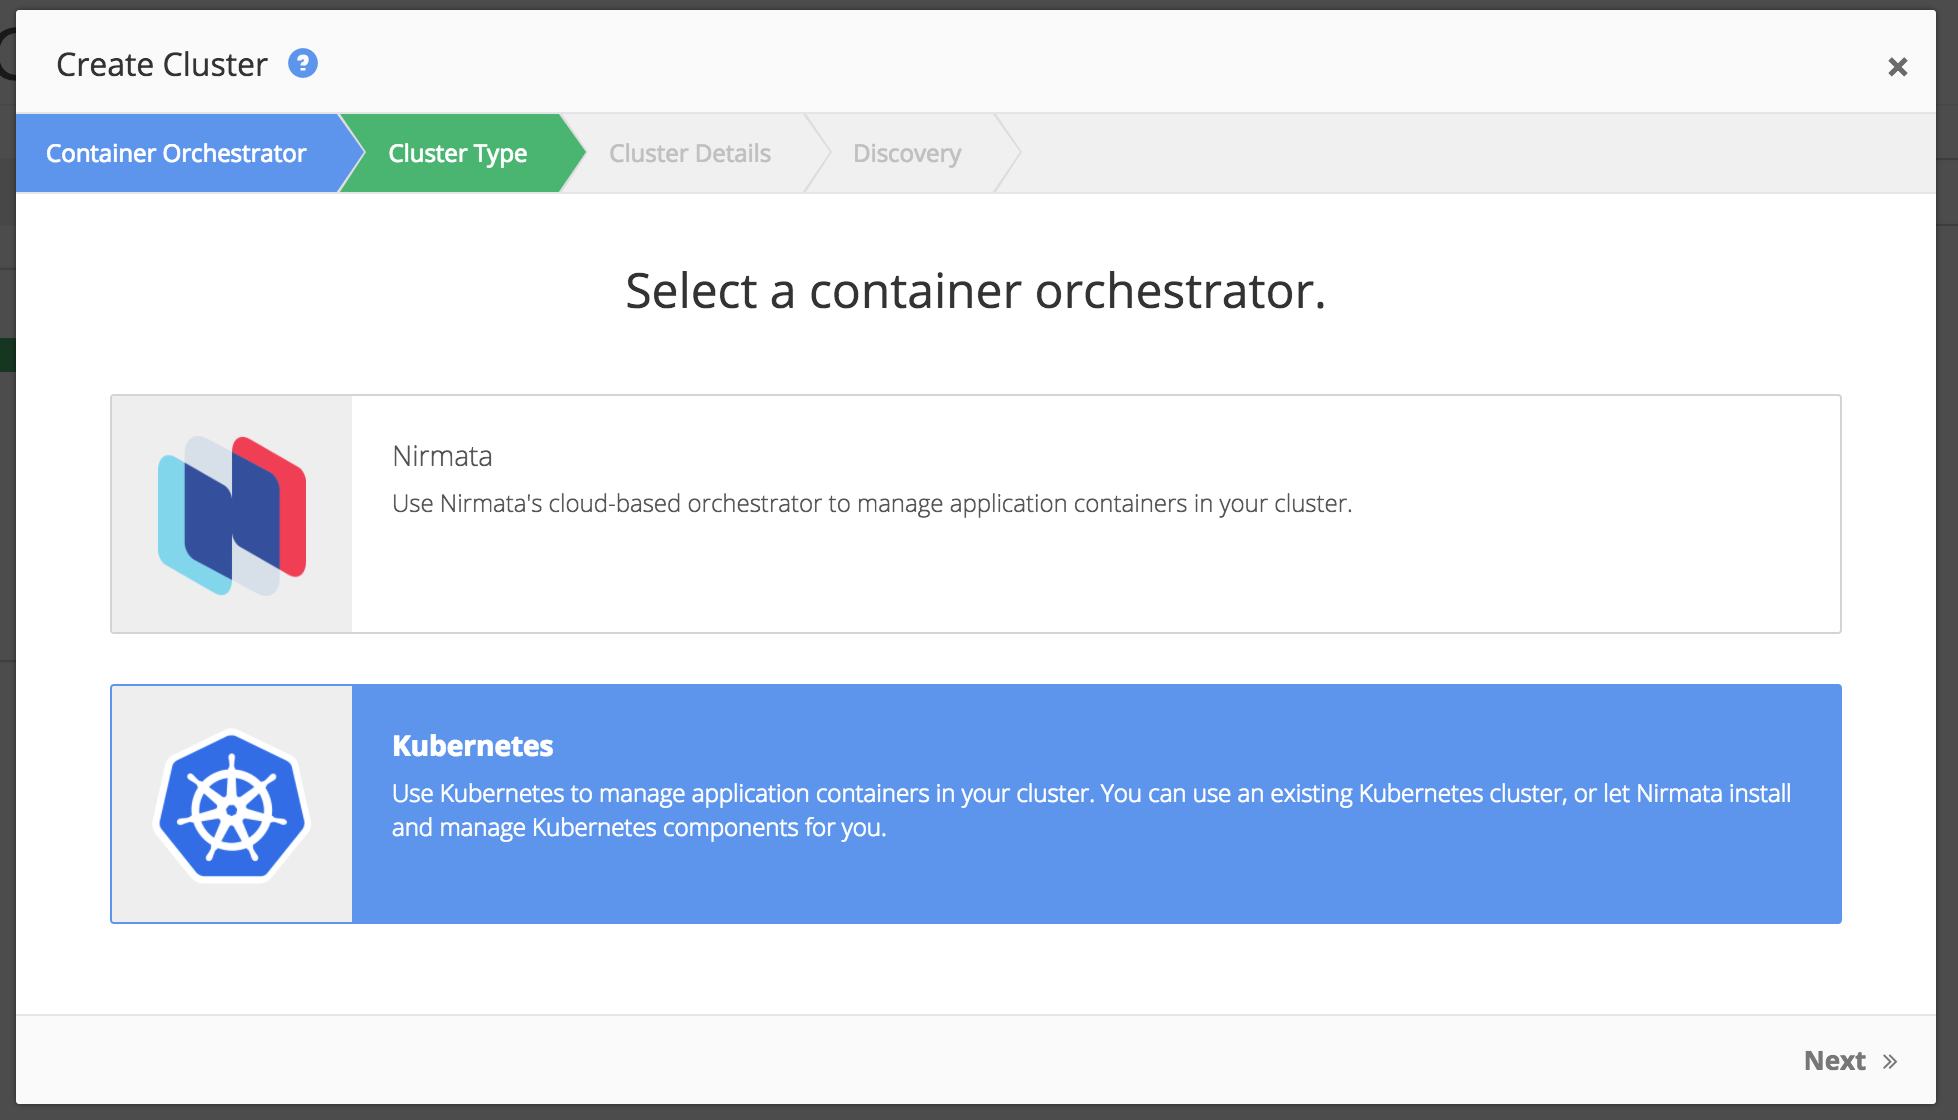 Create Cluster ?
Container Orchestrator
Cluster Type
Cluster Details
Discovery
Select a container orchestrator.
Nirmata
Use Nirmata's cloud-based orchestrator to manage application containers in your cluster.
Kubernetes
Use Kubernetes to manage application containers in your cluster. You can use an existing Kubernetes cluster, or let Nirmata install
and manage Kubernetes components for you.
Next »